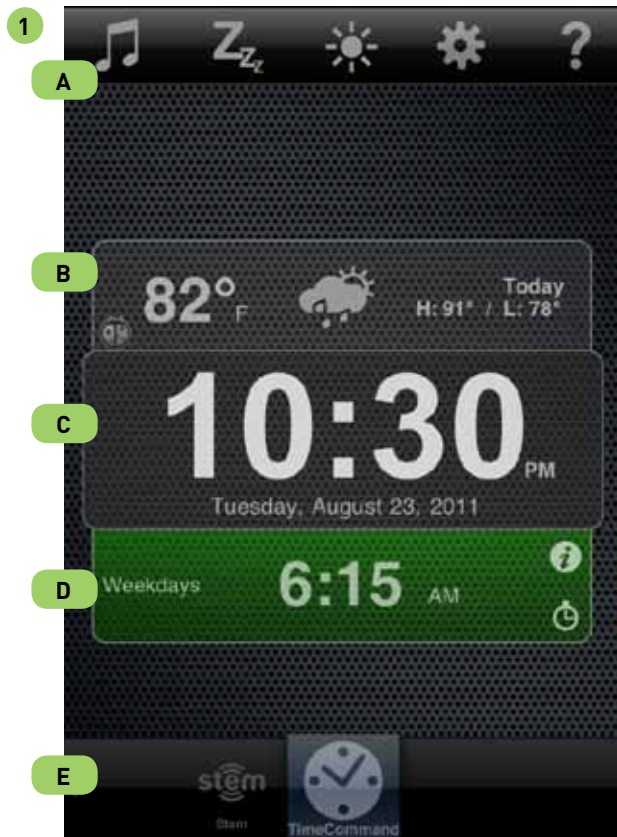 1
A
Zzz
?
B
82°F
Today
H: 91° / L: 78°
C
10:30 PM
Tuesday, August 23, 2011
D
Weekdays 6:15 AM
i
E
stem
Stem
TimeCommand